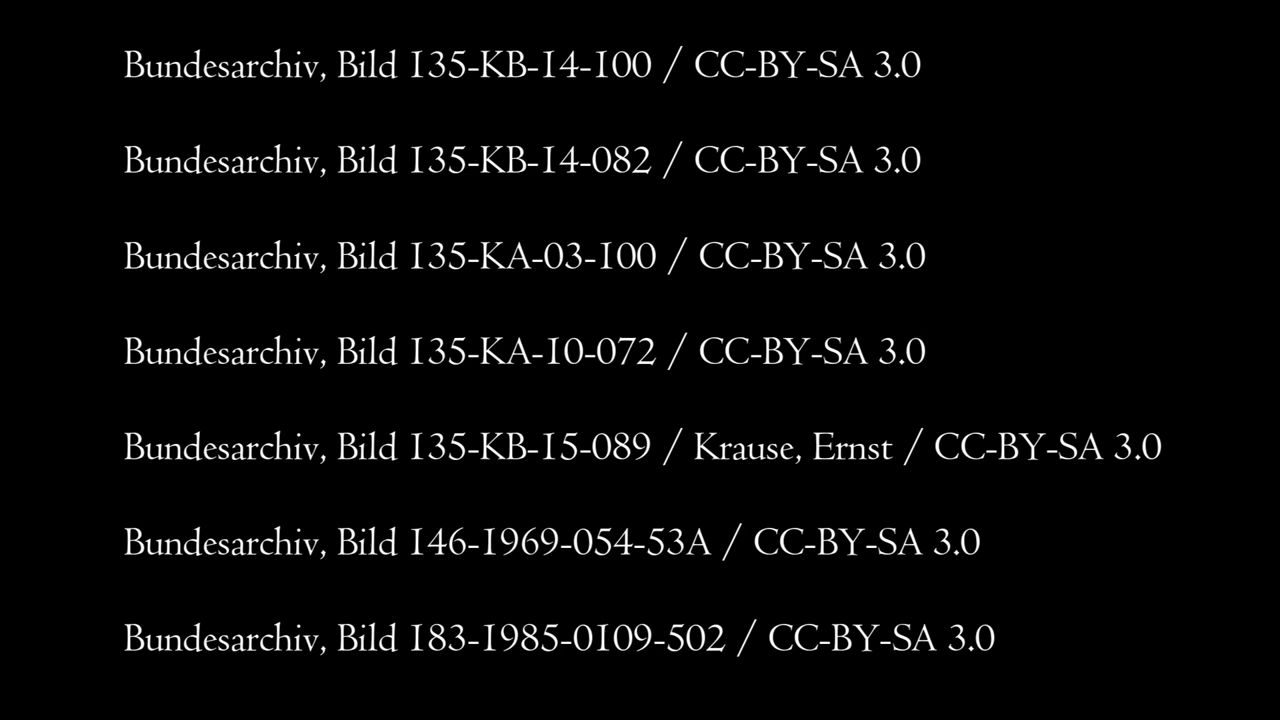 Bundesarchiv, Bild 135-KB-14-100 / CC-BY-SA 3.0
Bundesarchiv, Bild 135-KB-14-082 / CC-BY-SA 3.0
Bundesarchiv, Bild 135-KA-03-100 / CC-BY-SA 3.0
Bundesarchiv, Bild 135-KA-10-072 / CC-BY-SA 3.0
Bundesarchiv, Bild 135-KB-15-089 / Krause, Ernst / CC-BY-SA 3.0
Bundesarchiv, Bild 146-1969-054-53A / CC-BY-SA 3.0
Bundesarchiv, Bild 183-1985-0109-502 / CC-BY-SA 3.0